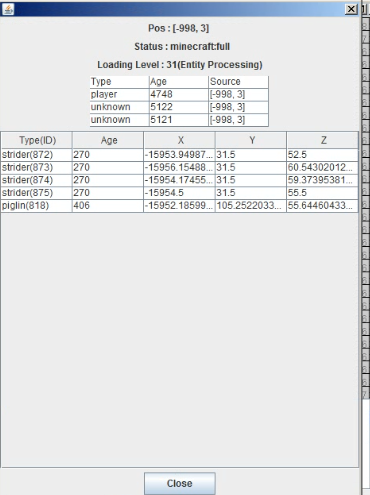 Pos : [-998, 3]
Status : minecraft:full
Loading Level : 31(Entity Processing)
Type Age Source
player 4748 [-998, 3]
unknown 5122 [-998, 3]
unknown 5121 [-998, 3]
Type(ID) Age X Y Z
strider(872) 270 -15953.94987... 31.5 52.5
strider(873) 270 -15956.15488... 31.5 60.54302012...
strider(874) 270 -15954.17455... 31.5 59.37395381...
strider(875) 270 -15954.5 31.5 55.5
piglin(818) 406 -15952.18599... 105.2522033... 55.64460433...
Close